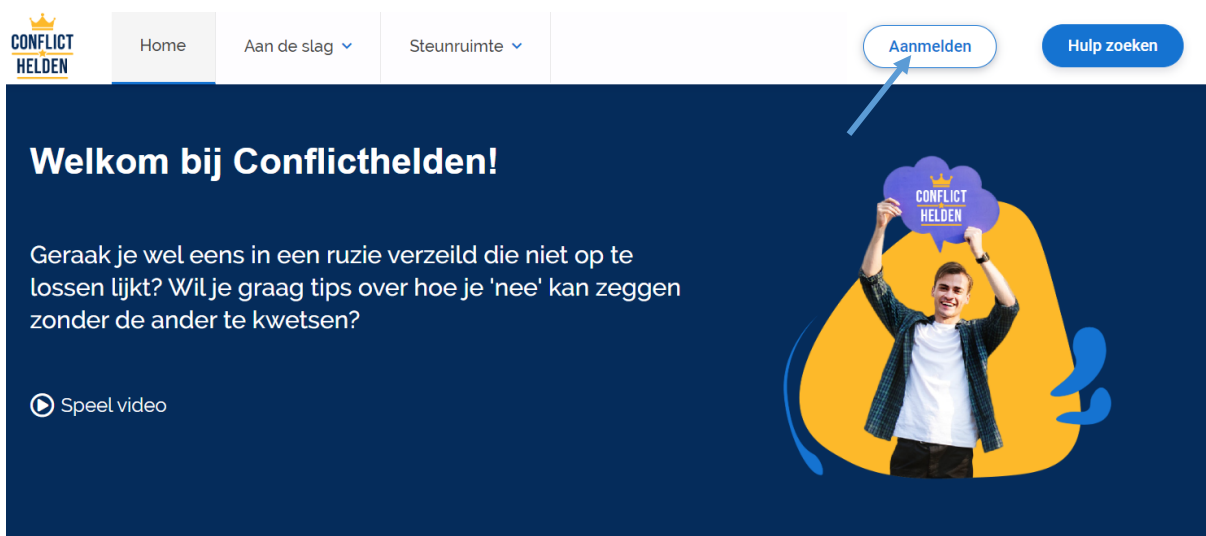 CONFLICT
HELDEN
Home
Aan de slag
Steunruimte
Aanmelden
Hulp zoeken
Welkom bij Conflicthelden!
Geraak je wel eens in een ruzie verzeild die niet op te
lossen lijkt? Wil je graag tips over hoe je 'nee' kan zeggen
zonder de ander te kwetsen?
Speel video
CONFLICT
HELDEN